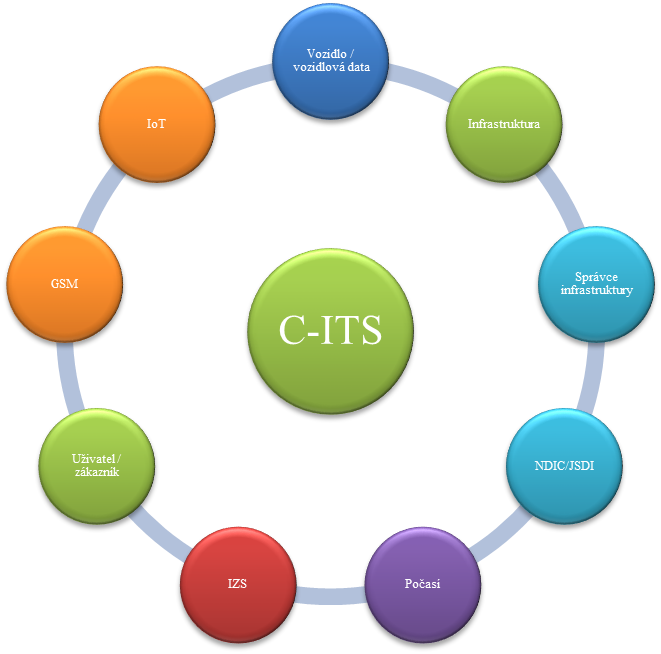 Vozidlo /
vozidlová data
Infrastruktura
Správce
infrastruktury
NDIC/JSDI
Počasí
IZS
Uživatel /
zákazník
GSM
IoT
C-ITS